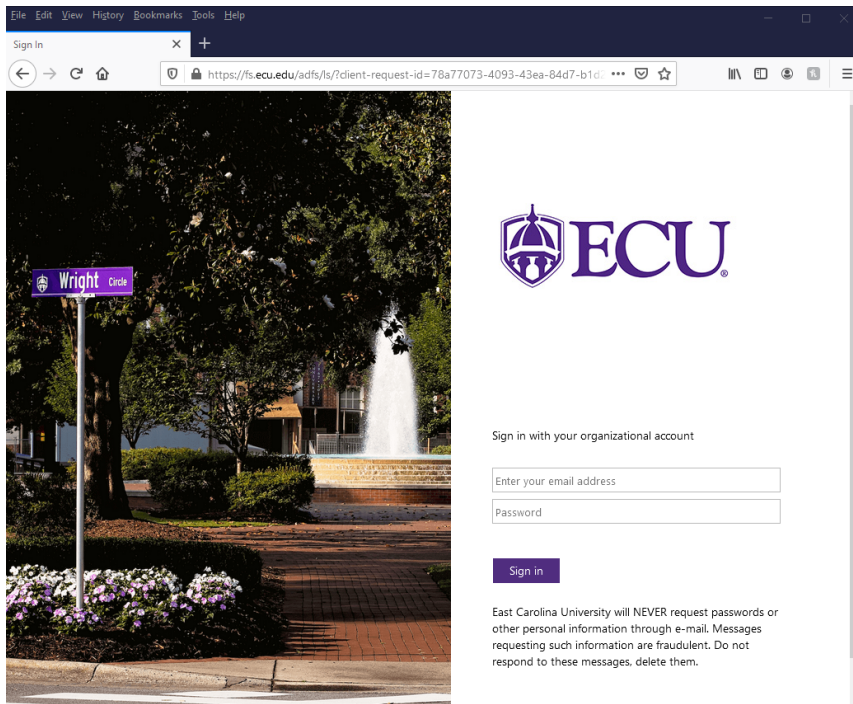 File Edit View History Bookmarks Tools Help
Sign In
https://fs.ecu.edu/adfs/ls/?client-request-id=78a77073-4093-43ea-84d7-b1d
Wright Circle
ECU®
Sign in with your organizational account
Enter your email address
Password
Sign in
East Carolina University will NEVER request passwords or
other personal information through e-mail. Messages
requesting such information are fraudulent. Do not
respond to these messages, delete them.